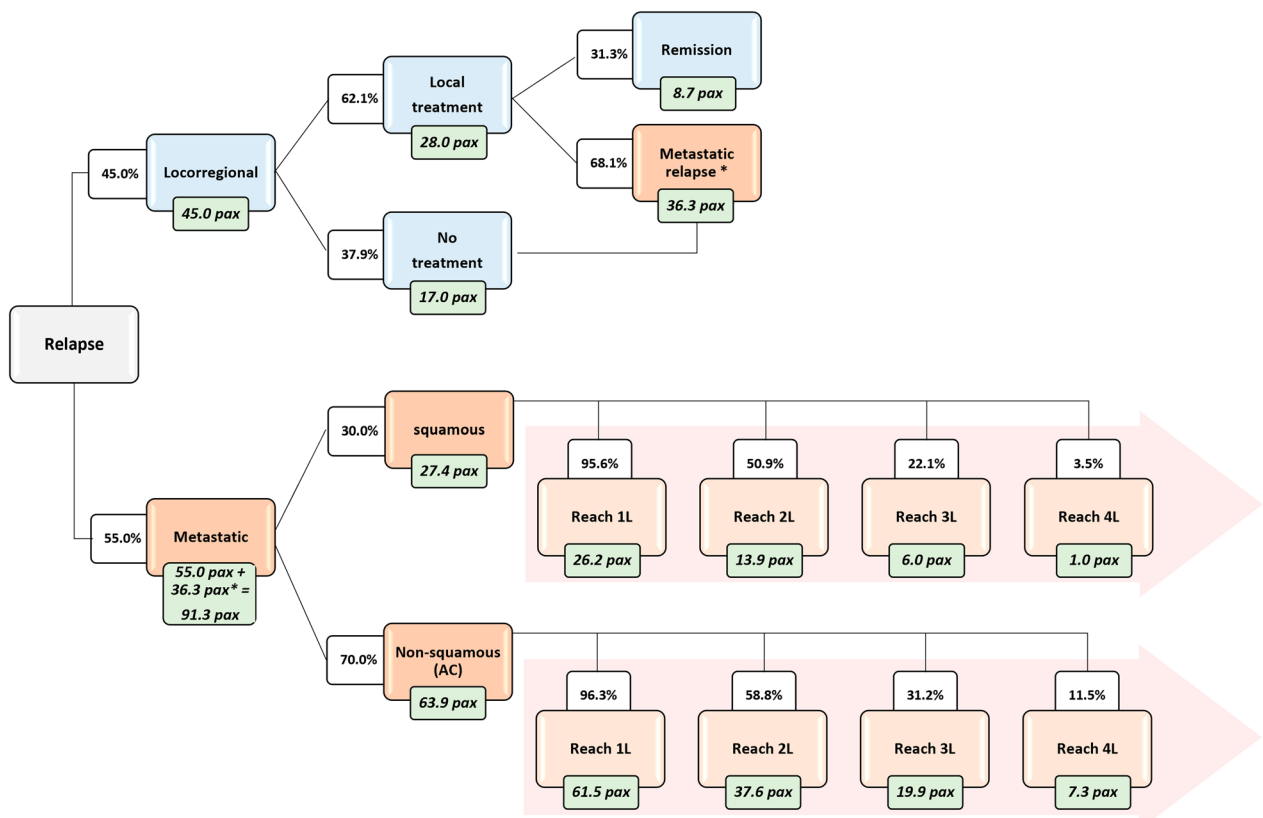 31.3%
Remission
8.7 pax
62.1%
Local
treatment
28.0 pax
68.1%
Metastatic
relapse *
36.3 pax
45.0%
Locorregional
45.0 pax
37.9%
No
treatment
17.0 pax
Relapse
30.0%
squamous
27.4 pax
95.6%
Reach 1L
26.2 pax
50.9%
Reach 2L
13.9 pax
22.1%
Reach 3L
6.0 pax
3.5%
Reach 4L
1.0 pax
55.0%
Metastatic
55.0 pax +
36.3 pax* =
91.3 pax
70.0%
Non-squamous
(AC)
63.9 pax
96.3%
Reach 1L
61.5 pax
58.8%
Reach 2L
37.6 pax
31.2%
Reach 3L
19.9 pax
11.5%
Reach 4L
7.3 pax